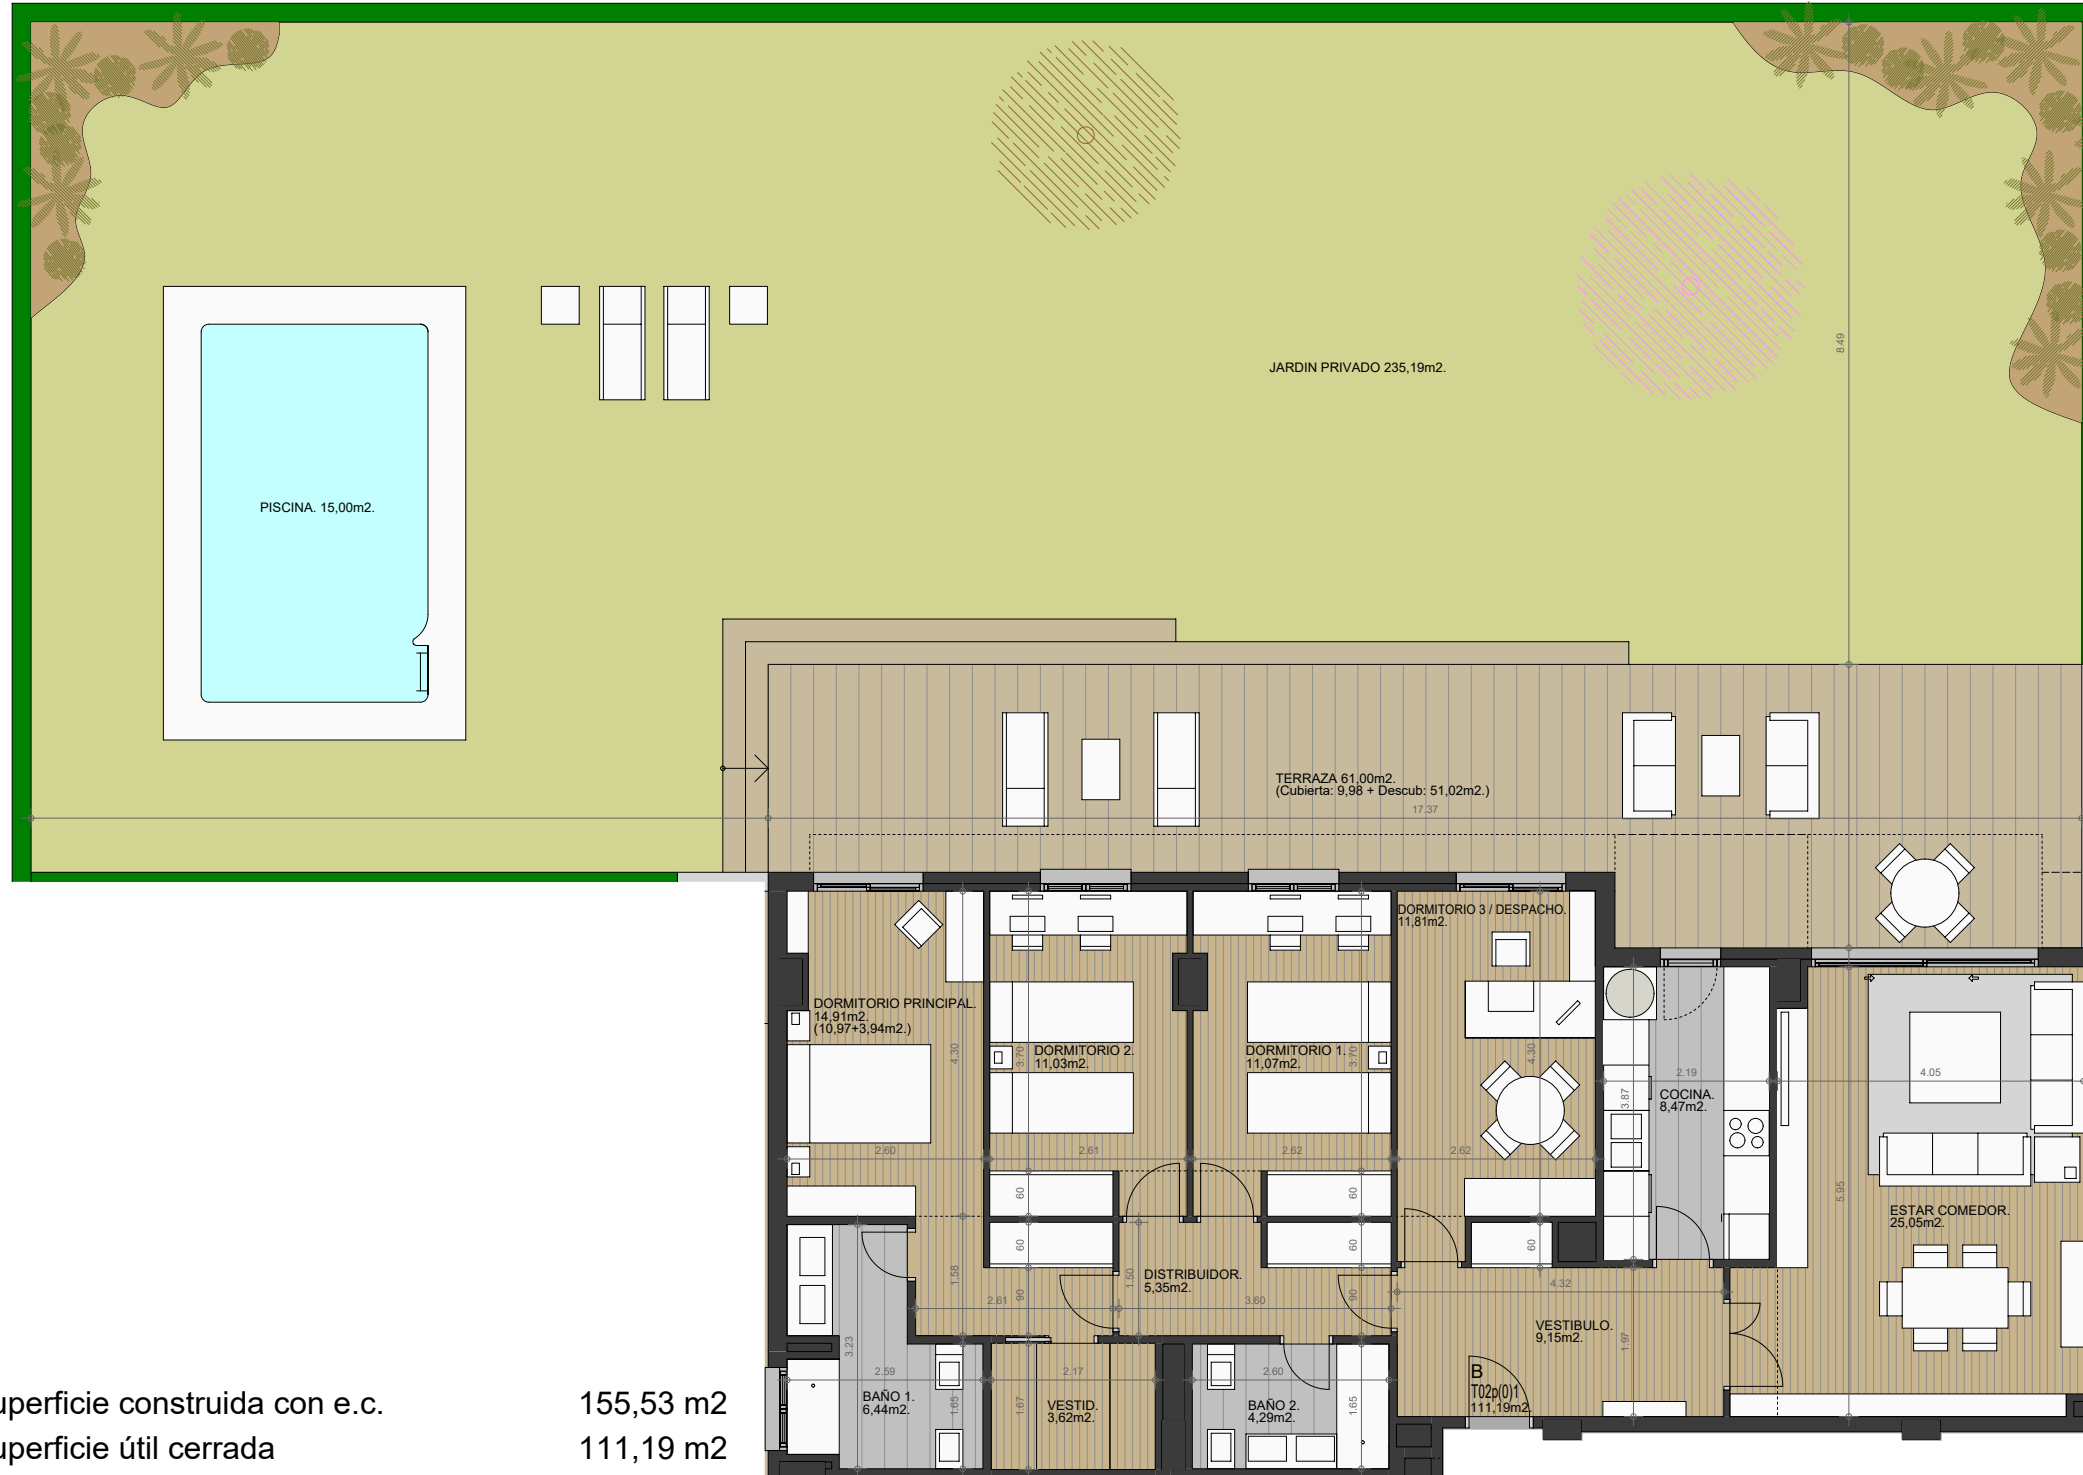 8.49
JARDIN PRIVADO 235,19m2.
PISCINA. 15,00m2.
TERRAZA 61,00m2.
(Cubierta: 9,98 + Descub: 51,02m2.)
17.37
DORMITORIO 3 / DESPACHO.
11,81m2.
DORMITORIO PRINCIPAL.
14,91m2.
(10,97+3,94m2.)
4.30
3.70
DORMITORIO 2.
11,03m2.
DORMITORIO 1.
11,07m2.
3.70
4.30
2.19
4.05
3.87
COCINA.
8,47m2.
2.60
2.61
2.62
2.62
60
60
5.95
ESTAR COMEDOR.
25,05m2.
60
60
60
1.58
1.50
DISTRIBUIDOR.
5,35m2.
4.32
2.61
90
3.60
90
VESTIBULO.
9,15m2.
1.97
3.23
2.59
2.17
2.60
B
T02p(0)1
111,19m2.
BAÑO 1.
6,44m2.
1.65
1.67
VESTID.
3,62m2.
BAÑO 2.
4,29m2.
1.65
uperficie construida con e.c. 155,53 m2
uperficie útil cerrada 111,19 m2